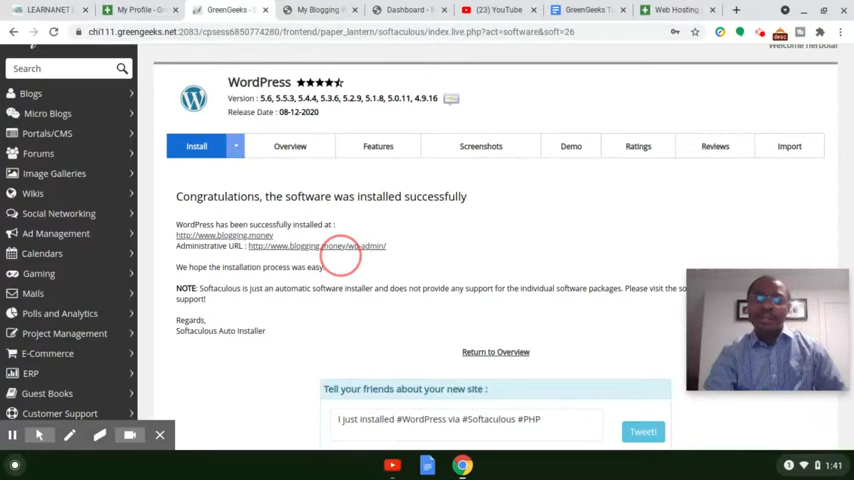 LEARNANET
My Profile - Gr
GreenGeeks - S
My Blogging W
Dashboard
(23) YouTube
GreenGeeks Tu
Web Hosting
chi111.greengeeks.net:2083/cpsess6850774280/frontend/paper_lantern/softaculous/index.live.php?act=software&soft=26
desc
Welcome
Search
WordPress
Version : 5.6, 5.5.3, 5.4.4, 5.3.6, 5.2.9, 5.1.8, 5.0.11, 4.9.16
Release Date : 08-12-2020
Blogs
Micro Blogs
Portals/CMS
Forums
Image Galleries
Wikis
Social Networking
Ad Management
Calendars
Gaming
Mails
Polls and Analytics
Project Management
E-Commerce
ERP
Guest Books
Customer Support
Install
Overview
Features
Screenshots
Demo
Ratings
Reviews
Import
Congratulations, the software was installed successfully
WordPress has been successfully installed at :
http://www.blogging.money
Administrative URL : http://www.blogging.money/wp-admin/
We hope the installation process was easy.
NOTE: Softaculous is just an automatic software installer and does not provide any support for the individual software packages. Please visit the so
support!
Regards,
Softaculous Auto Installer
Return to Overview
Tell your friends about your new site :
I just installed #WordPress via #Softaculous #PHP
Tweet!
1
1:41